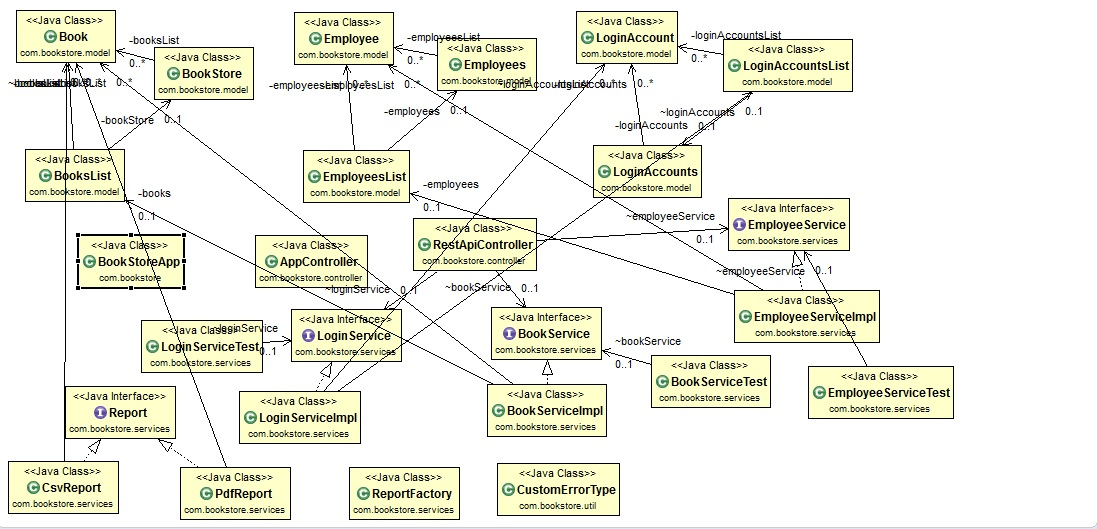 <<Java Class>>
Book
com.bookstore.model
-booksList
0..*
<<Java Class>>
BookStore
com.bookstore.model
0..*
<<Java Class>>
Employee
com.bookstore.model
-employeesList
0..*
<<Java Class>>
Employees
com.bookstore.model
<<Java Class>>
LoginAccount
com.bookstore.model
-loginAccountsList
0..*
<<Java Class>>
LoginAccountsList
com.bookstore.model
-employeesList
0..*
0..*
-bookStore
0..1
-employees
0..1
-loginAccounts
0..1
~loginAccounts
0..1
<<Java Class>>
BooksList
com.bookstore.model
<<Java Class>>
EmployeesList
com.bookstore.model
<<Java Class>>
LoginAccounts
com.bookstore.model
-books
0..1
-employees
0..1
<<Java Class>>
BookStoreApp
com.bookstore
<<Java Class>>
AppController
com.bookstore.controller
<<Java Class>>
RestApiController
com.bookstore.controller
~employeeService
0..1
<<Java Interface>>
EmployeeService
com.bookstore.services
~loginService
0..1
~bookService
0..1
~employeeService
0..1
<<Java Class>>
LoginServiceTest
com.bookstore.services
~loginService
0..1
<<Java Interface>>
LoginService
com.bookstore.services
<<Java Interface>>
BookService
com.bookstore.services
~bookService
0..1
<<Java Class>>
EmployeeServiceImpl
com.bookstore.services
<<Java Class>>
BookServiceTest
com.bookstore.services
<<Java Class>>
EmployeeServiceTest
com.bookstore.services
<<Java Interface>>
Report
com.bookstore.services
<<Java Class>>
LoginServiceImpl
com.bookstore.services
<<Java Class>>
BookServiceImpl
com.bookstore.services
<<Java Class>>
CsvReport
com.bookstore.services
<<Java Class>>
PdfReport
com.bookstore.services
<<Java Class>>
ReportFactory
com.bookstore.services
<<Java Class>>
CustomErrorType
com.bookstore.util